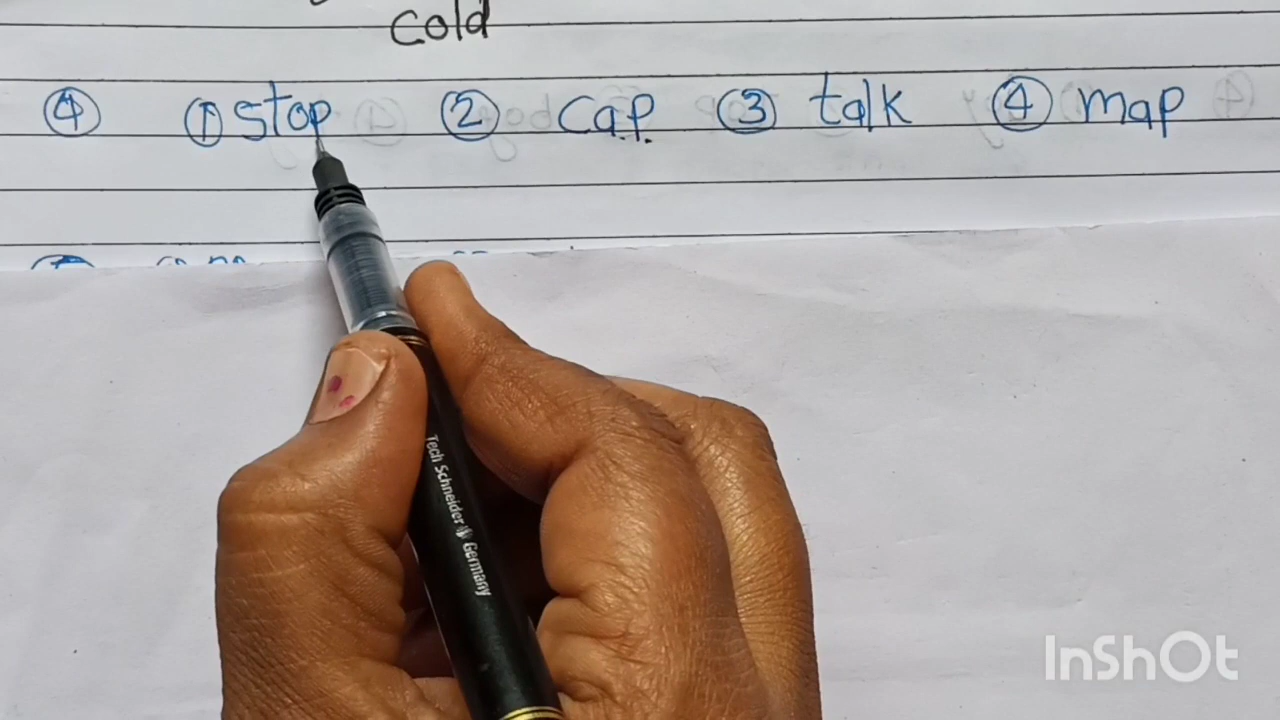 cold
④ ① stop ② cap ③ talk ④ map
Tech Schneider Germany
InShOt